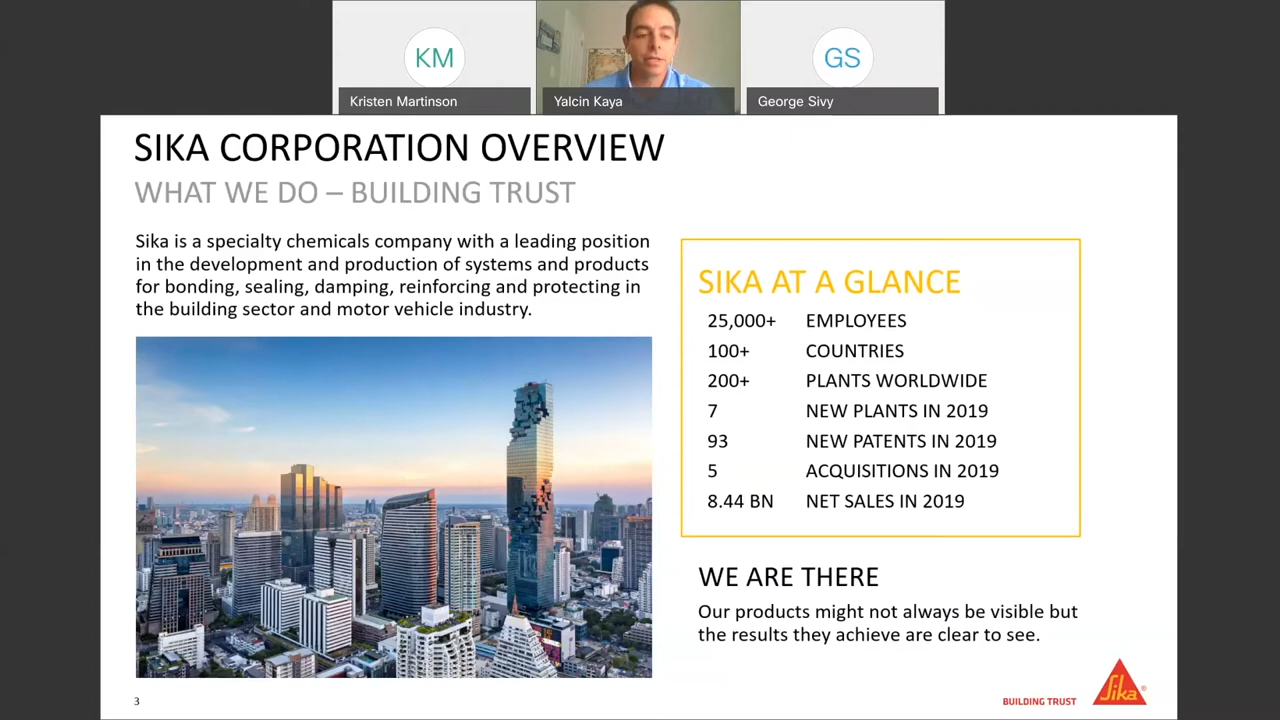 KM
GS
Kristen Martinson
Yalcin Kaya
George Sivy
SIKA CORPORATION OVERVIEW
WHAT WE DO – BUILDING TRUST
Sika is a specialty chemicals company with a leading position
in the development and production of systems and products
for bonding, sealing, damping, reinforcing and protecting in
the building sector and motor vehicle industry.
SIKA AT A GLANCE
25,000+ EMPLOYEES
100+ COUNTRIES
200+ PLANTS WORLDWIDE
7 NEW PLANTS IN 2019
93 NEW PATENTS IN 2019
5 ACQUISITIONS IN 2019
8.44 BN NET SALES IN 2019
WE ARE THERE
Our products might not always be visible but
the results they achieve are clear to see.
3
BUILDING TRUST
Sika®